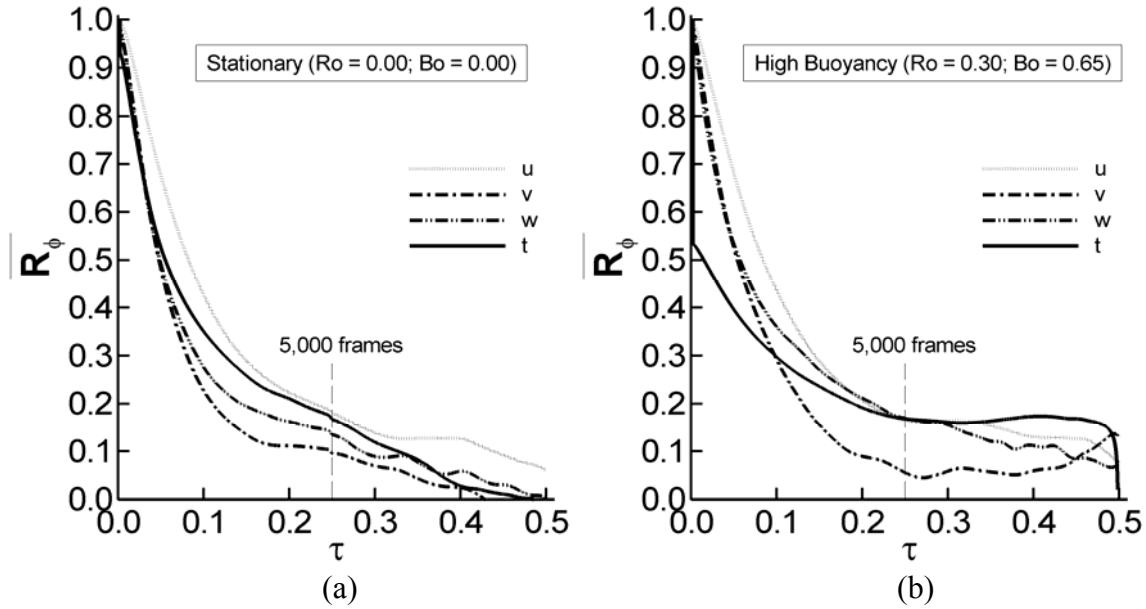 1.0
0.9
Stationary (Ro = 0.00; Bo = 0.00)
0.8
0.7
u
v
0.6
w
t
0.5
R̅ϕ
0.4
5,000 frames
0.3
0.2
0.1
0.0
0.0 0.1 0.2 0.3 0.4 0.5
τ
(a)
1.0
0.9
High Buoyancy (Ro = 0.30; Bo = 0.65)
0.8
0.7
u
v
0.6
w
t
0.5
R̅ϕ
0.4
5,000 frames
0.3
0.2
0.1
0.0
0.0 0.1 0.2 0.3 0.4 0.5
τ
(b)